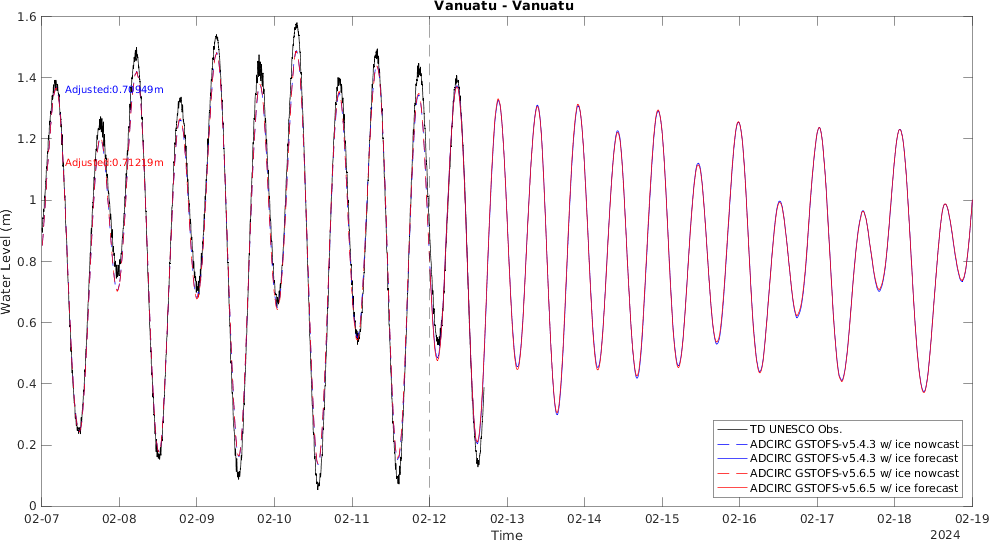 Vanuatu - Vanuatu
1.6
1.4
1.2
1
0.8
0.6
0.4
0.2
0
Water Level (m)
Adjusted:0.70949m
Adjusted:0.71219m
TD UNESCO Obs.
ADCIRC GSTOFS-v5.4.3 w/ ice nowcast
ADCIRC GSTOFS-v5.4.3 w/ ice forecast
ADCIRC GSTOFS-v5.6.5 w/ ice nowcast
ADCIRC GSTOFS-v5.6.5 w/ ice forecast
02-07 02-08 02-09 02-10 02-11 02-12 02-13 02-14 02-15 02-16 02-17 02-18 02-19
Time
2024